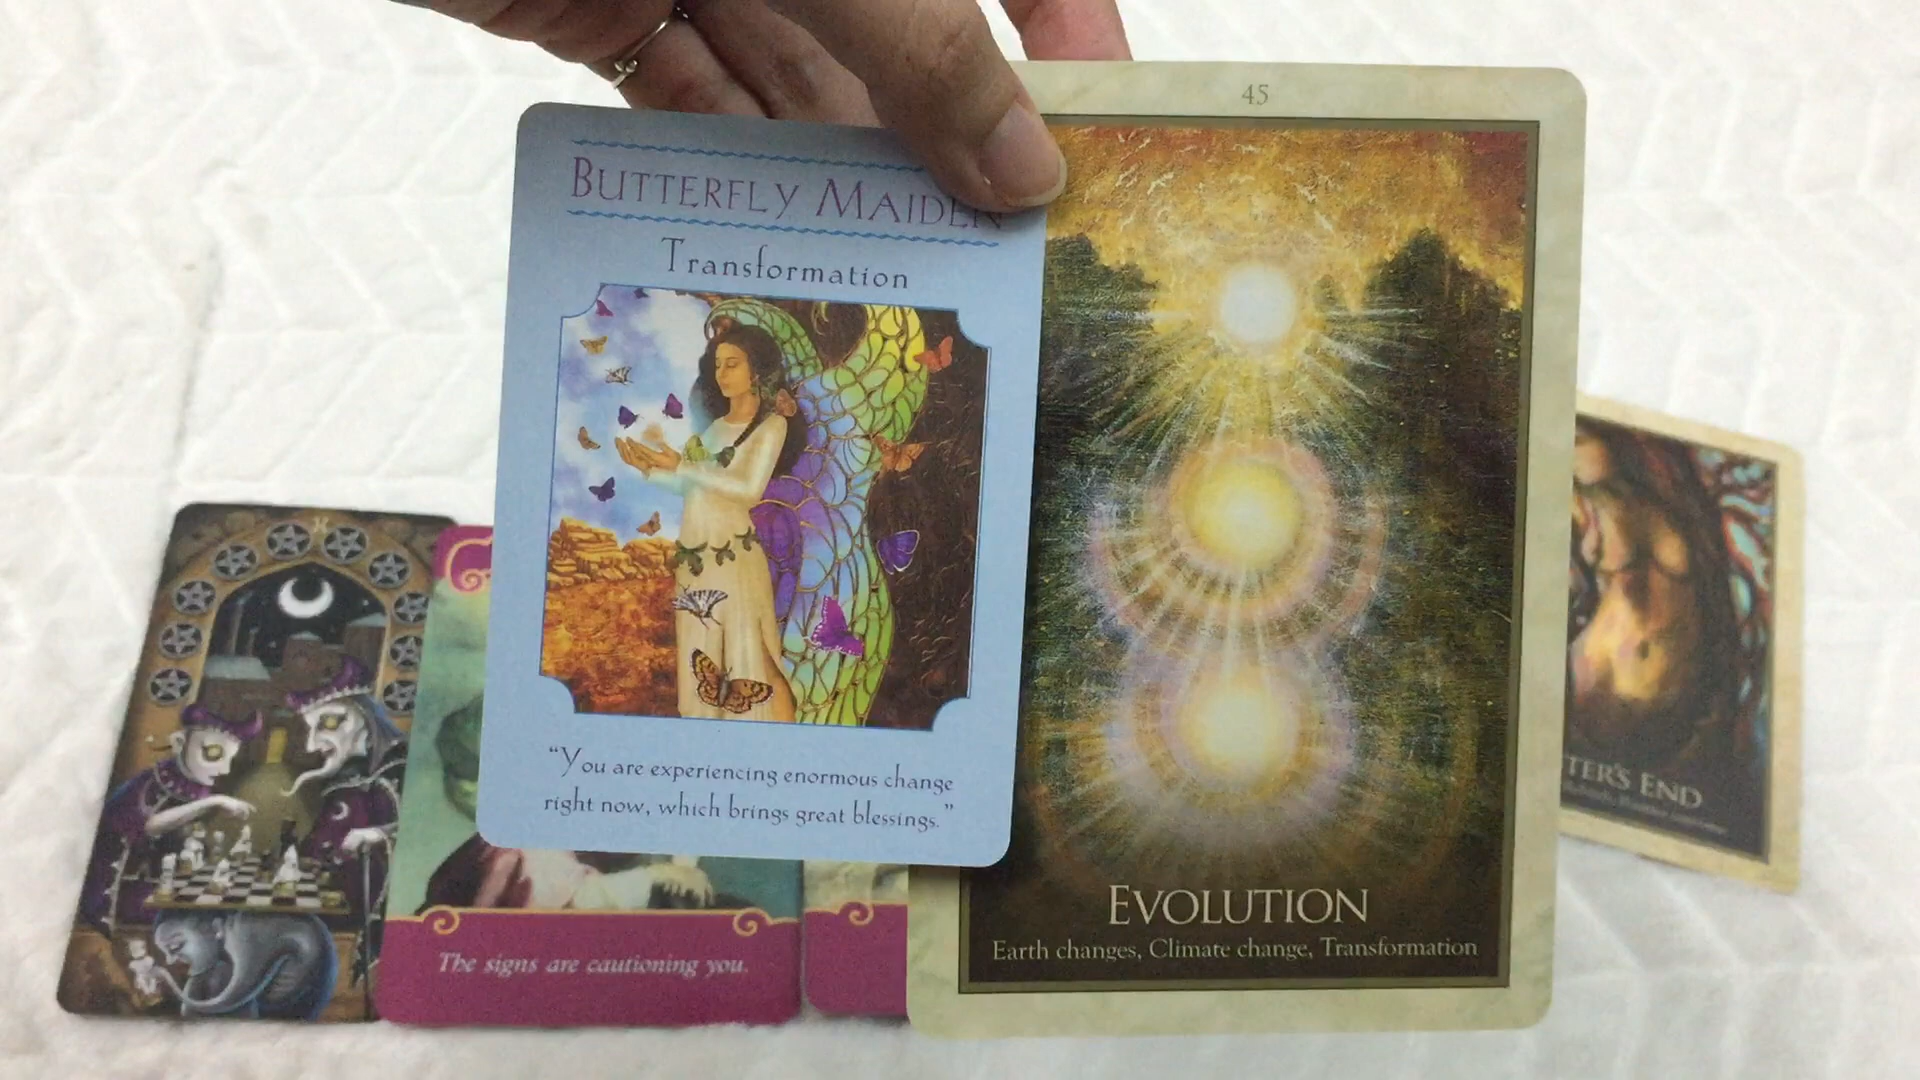 45
BUTTERFLY MAIDEN
Transformation
"You are experiencing enormous change
right now, which brings great blessings."
EVOLUTION
Earth changes, Climate change, Transformation
The signs are cautioning you.
TER'S END